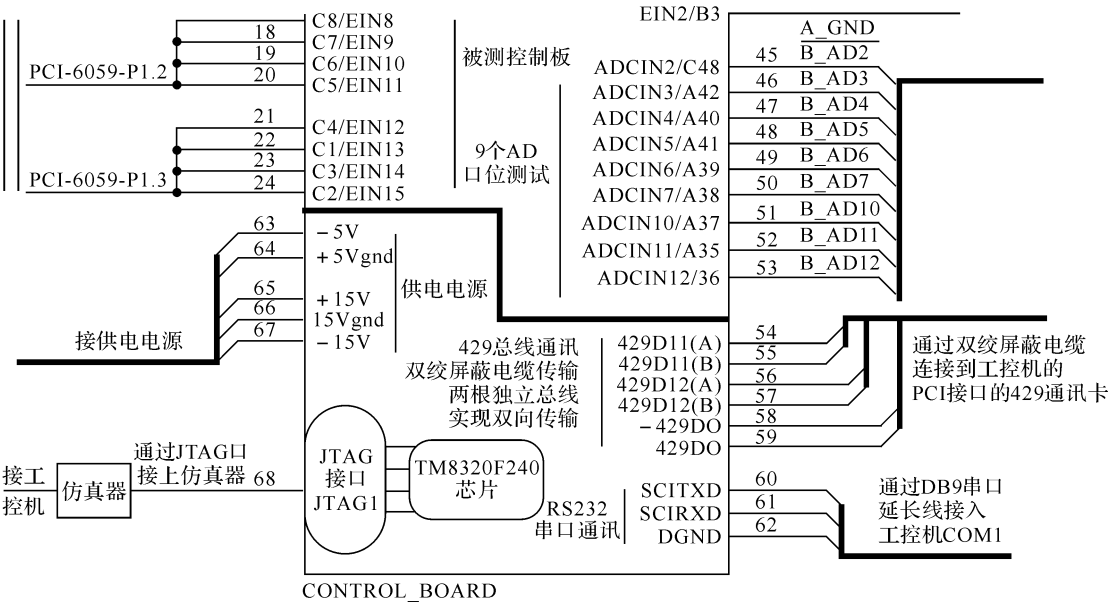 C8/EIN8
18
C7/EIN9
19
C6/EIN10
20
C5/EIN11
PCI-6059-P1.2
21
C4/EIN12
22
C1/EIN13
23
C3/EIN14
24
C2/EIN15
PCI-6059-P1.3
被测控制板
9个AD
口位测试
EIN2/B3
A_GND
ADCIN2/C48
45
B_AD2
ADCIN3/A42
46
B_AD3
ADCIN4/A40
47
B_AD4
ADCIN5/A41
48
B_AD5
ADCIN6/A39
49
B_AD6
ADCIN7/A38
50
B_AD7
ADCIN10/A37
51
B_AD10
ADCIN11/A35
52
B_AD11
ADCIN12/36
53
B_AD12
63
-5V
64
+5Vgnd
65
+15V
66
15Vgnd
67
-15V
供电电源
接供电电源
429总线通讯
双绞屏蔽电缆传输
两根独立总线
实现双向传输
429D11(A)
54
429D11(B)
55
429D12(A)
56
429D12(B)
57
-429DO
58
429DO
59
通过双绞屏蔽电缆
连接到工控机的
PCI接口的429通讯卡
接工
控机
仿真器
通过JTAG口
接上仿真器
68
JTAG
接口
JTAG1
TM8320F240
芯片
RS232
串口通讯
SCITXD
60
SCIRXD
61
DGND
62
通过DB9串口
延长线接入
工控机COM1
CONTROL_BOARD